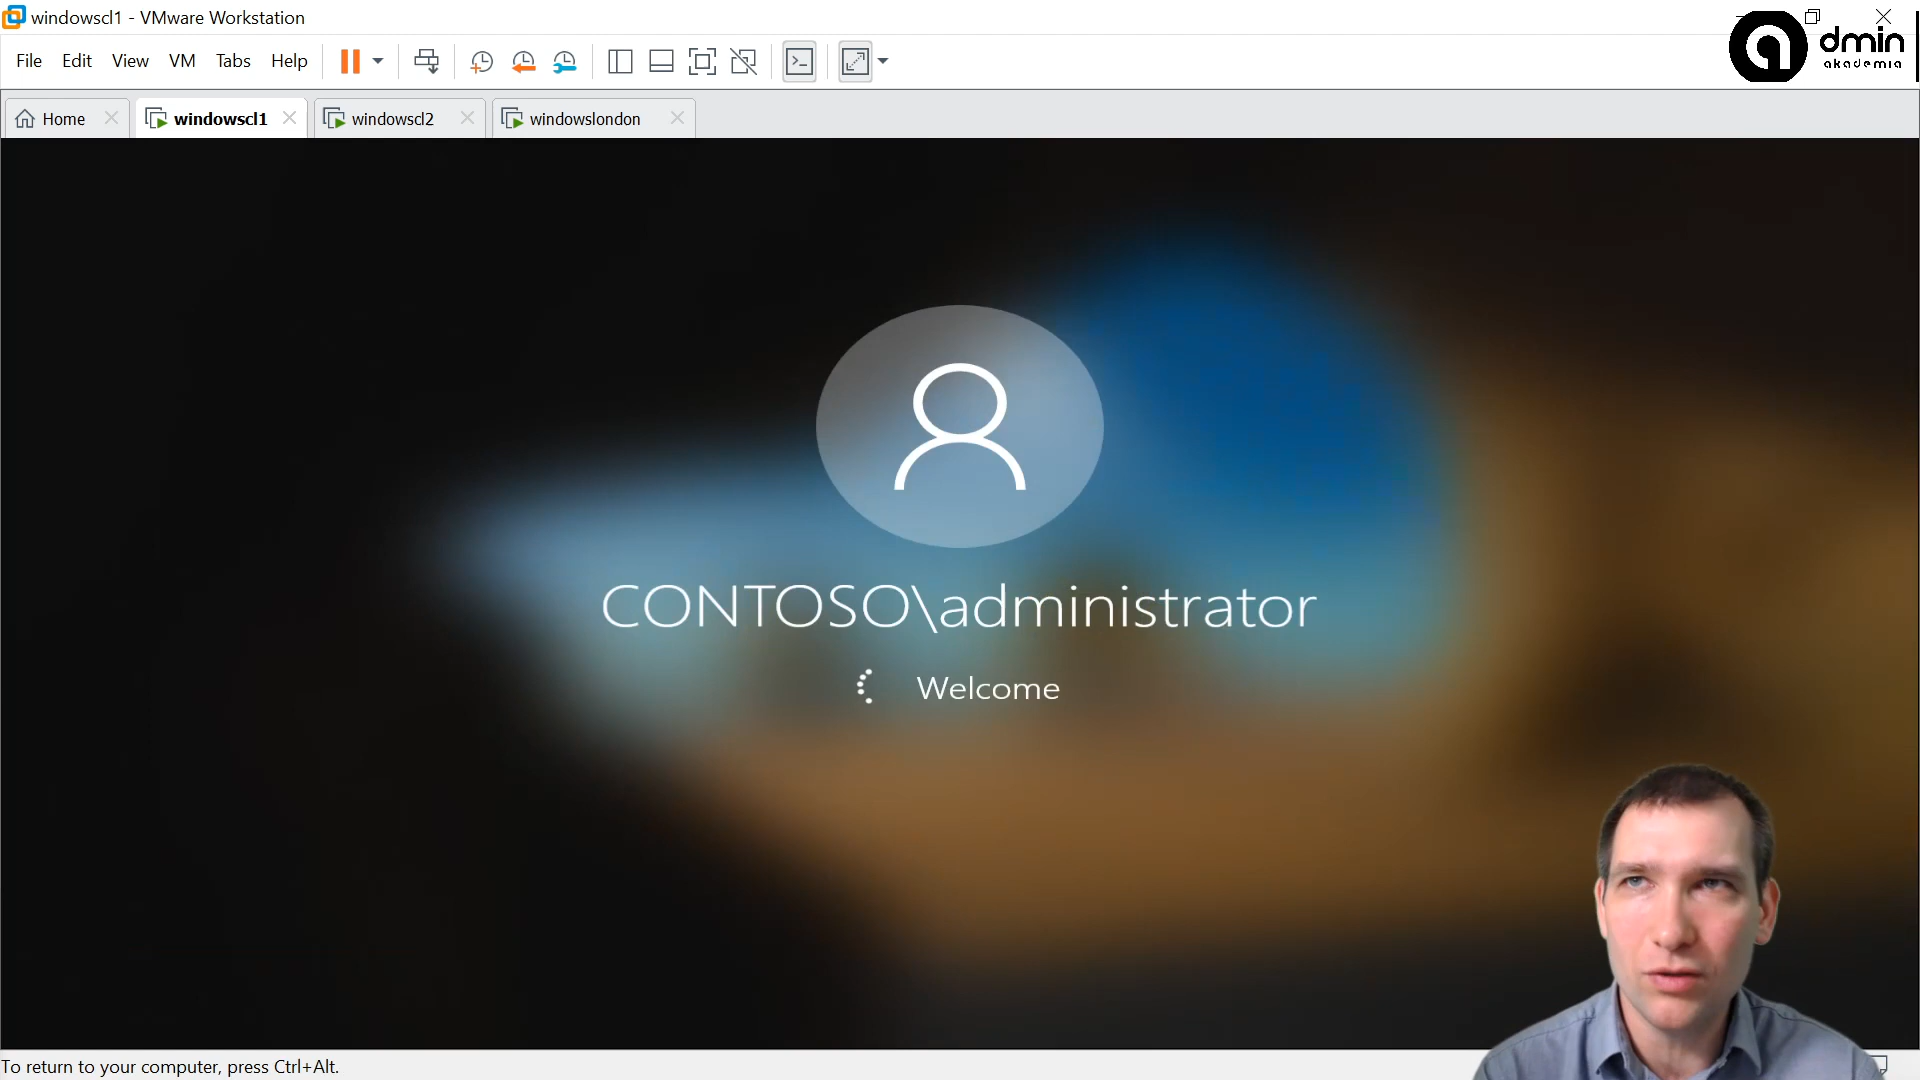 windowscl1 - VMware Workstation
File Edit View VM Tabs Help
dmin
akademia
Home windowscl1 windowscl2 windowslondon
CONTOSO\administrator
Welcome
To return to your computer, press Ctrl+Alt.